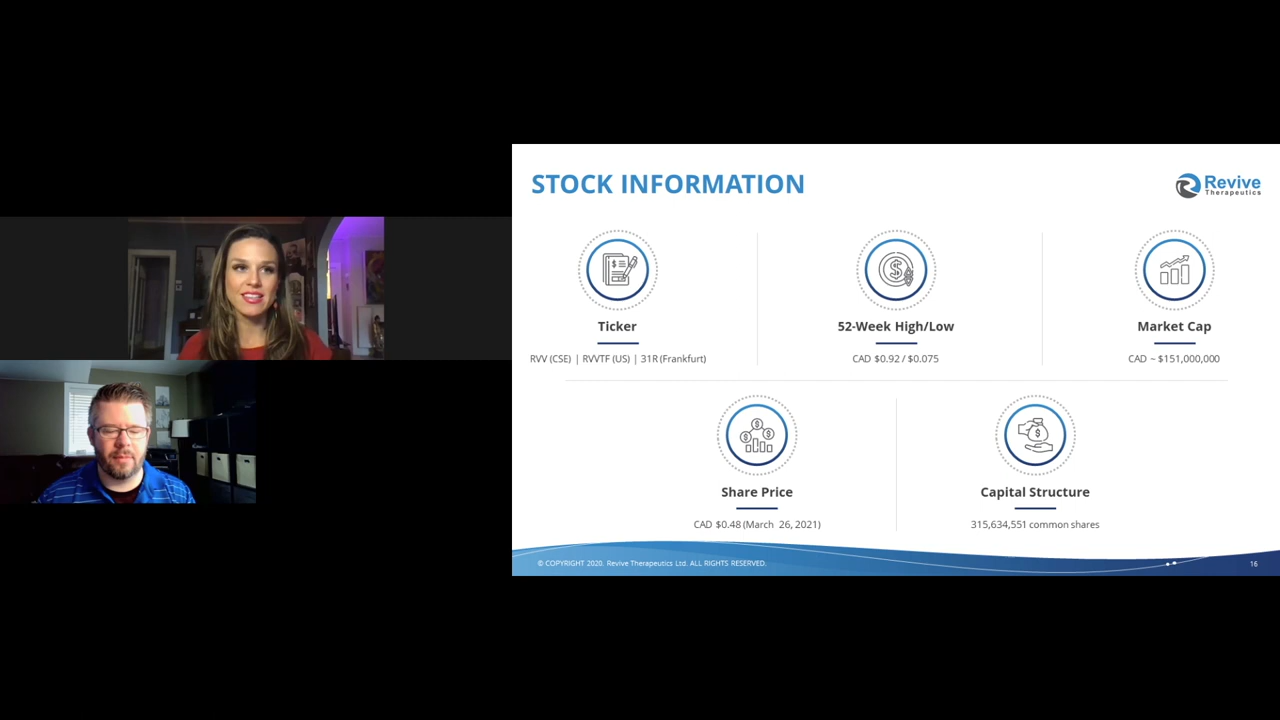 STOCK INFORMATION
Revive
Therapeutics
Ticker
RVV (CSE) | RVVTF (US) | 31R (Frankfurt)
52-Week High/Low
CAD $0.92 / $0.075
Market Cap
CAD ~ $151,000,000
Share Price
CAD $0.48 (March 26, 2021)
Capital Structure
315,634,551 common shares
© COPYRIGHT 2020. Revive Therapeutics Ltd. ALL RIGHTS RESERVED.
16